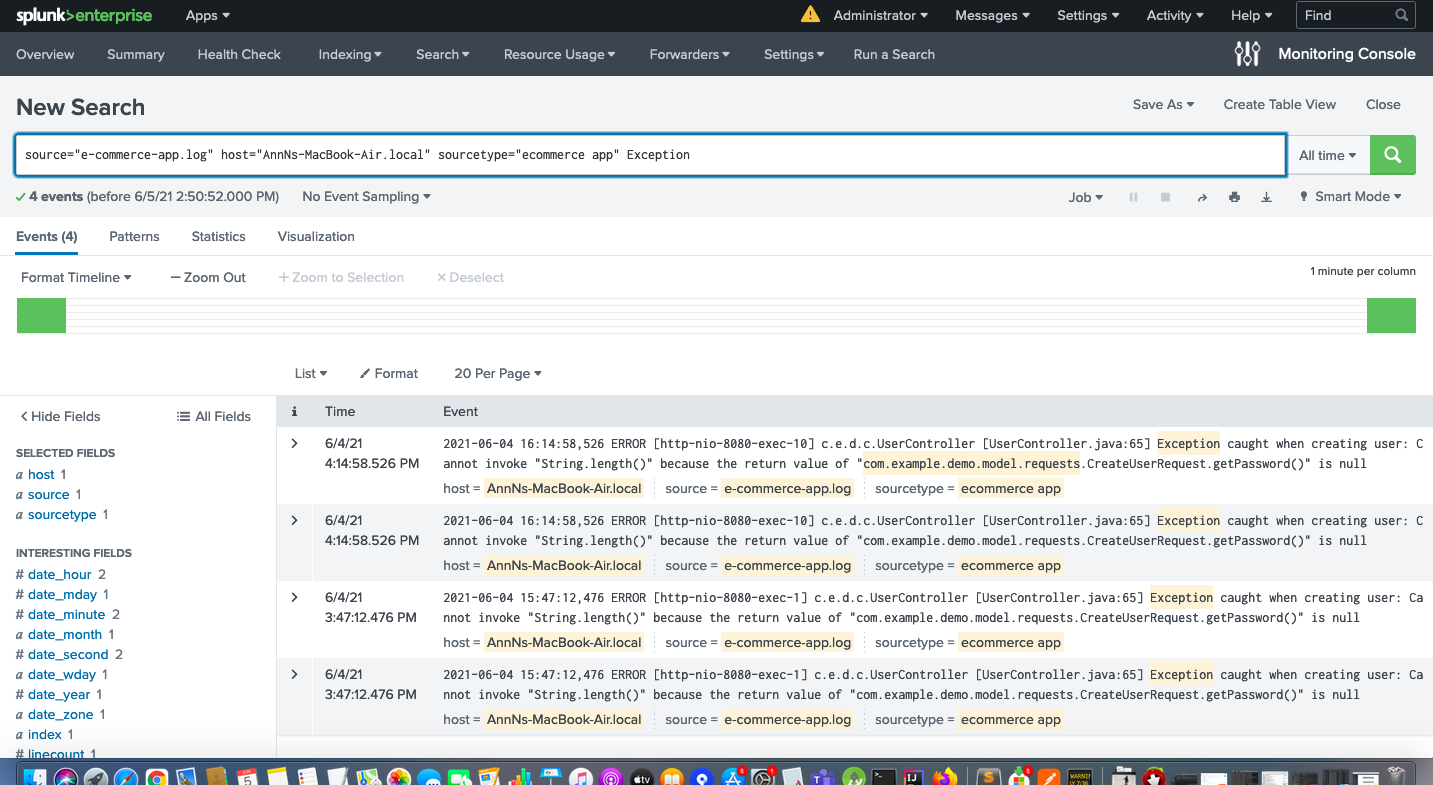 splunk>enterprise Apps Administrator Messages Settings Activity Help Find
Overview Summary Health Check Indexing Search Resource Usage Forwarders Settings Run a Search Monitoring Console
New Search Save As Create Table View Close
source="e-commerce-app.log" host="AnnNs-MacBook-Air.local" sourcetype="ecommerce app" Exception All time
4 events (before 6/5/21 2:50:52.000 PM) No Event Sampling Job Smart Mode
Events (4) Patterns Statistics Visualization
Format Timeline — Zoom Out + Zoom to Selection × Deselect 1 minute per column
List Format 20 Per Page
< Hide Fields All Fields
SELECTED FIELDS
a host 1
a source 1
a sourcetype 1
INTERESTING FIELDS
# date_hour 2
# date_mday 1
# date_minute 2
a date_month 1
# date_second 2
a date_wday 1
# date_year 1
a date_zone 1
a index 1
# linecount 1
i Time Event
6/4/21 2021-06-04 16:14:58,526 ERROR [http-nio-8080-exec-10] c.e.d.c.UserController [UserController.java:65] Exception caught when creating user: C
4:14:58.526 PM annot invoke "String.length()" because the return value of "com.example.demo.model.requests.CreateUserRequest.getPassword()" is null
host = AnnNs-MacBook-Air.local source = e-commerce-app.log sourcetype = ecommerce app
6/4/21 2021-06-04 16:14:58,526 ERROR [http-nio-8080-exec-10] c.e.d.c.UserController [UserController.java:65] Exception caught when creating user: C
4:14:58.526 PM annot invoke "String.length()" because the return value of "com.example.demo.model.requests.CreateUserRequest.getPassword()" is null
host = AnnNs-MacBook-Air.local source = e-commerce-app.log sourcetype = ecommerce app
6/4/21 2021-06-04 15:47:12,476 ERROR [http-nio-8080-exec-1] c.e.d.c.UserController [UserController.java:65] Exception caught when creating user: Ca
3:47:12.476 PM nnot invoke "String.length()" because the return value of "com.example.demo.model.requests.CreateUserRequest.getPassword()" is null
host = AnnNs-MacBook-Air.local source = e-commerce-app.log sourcetype = ecommerce app
6/4/21 2021-06-04 15:47:12,476 ERROR [http-nio-8080-exec-1] c.e.d.c.UserController [UserController.java:65] Exception caught when creating user: Ca
3:47:12.476 PM nnot invoke "String.length()" because the return value of "com.example.demo.model.requests.CreateUserRequest.getPassword()" is null
host = AnnNs-MacBook-Air.local source = e-commerce-app.log sourcetype = ecommerce app
5 tv